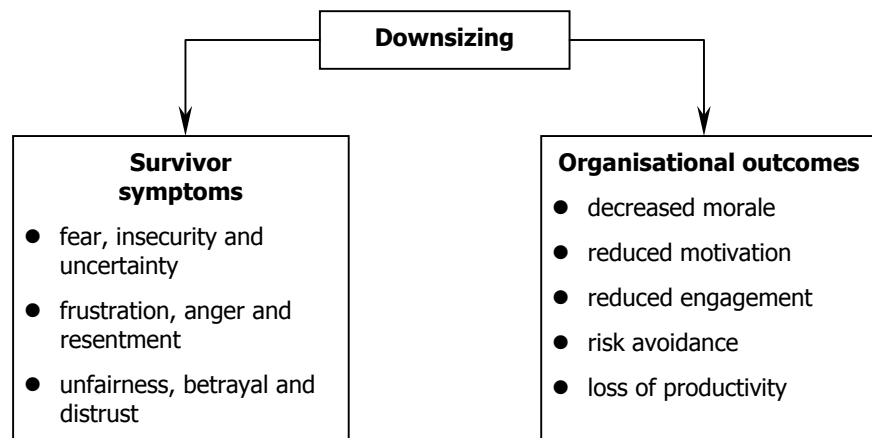 Downsizing
Survivor
symptoms
● fear, insecurity and
uncertainty
● frustration, anger and
resentment
● unfairness, betrayal and
distrust
Organisational outcomes
● decreased morale
● reduced motivation
● reduced engagement
● risk avoidance
● loss of productivity